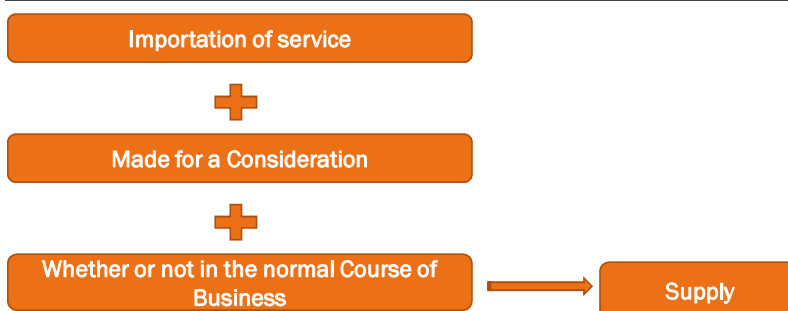 Importation of service
Made for a Consideration
Whether or not in the normal Course of
Business
Supply